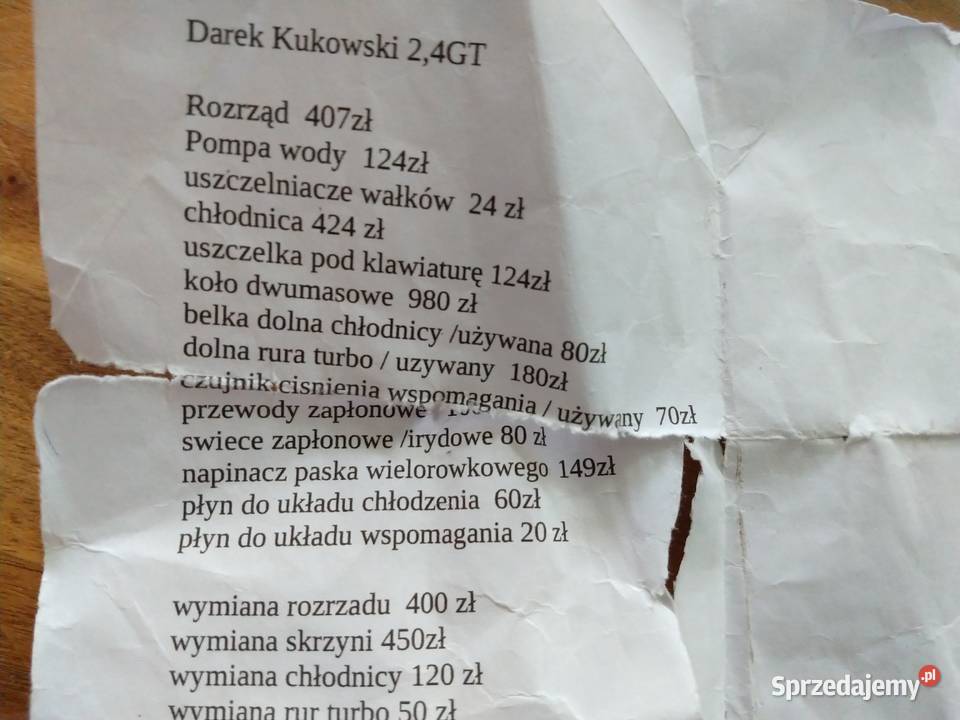 Darek Kukowski 2,4GT
Rozrząd 407zł
Pompa wody 124zł
uszczelniacze wałków 24 zł
chłodnica 424 zł
uszczelka pod klawiaturę 124zł
koło dwumasowe 980 zł
belka dolna chłodnicy /używana 80zł
dolna rura turbo / uzywany 180zł
czujnik cisnienia wspomagania / używany 70zł
przewody zapłonowe
swiece zapłonowe /irydowe 80 zł
napinacz paska wielorowkowego 149zł
płyn do układu chłodzenia 60zł
płyn do układu wspomagania 20 zł
wymiana rozrzadu 400 zł
wymiana skrzyni 450zł
wymiana chłodnicy 120 zł
wymiana rur turbo 50 zł
Sprzedajemy.pl